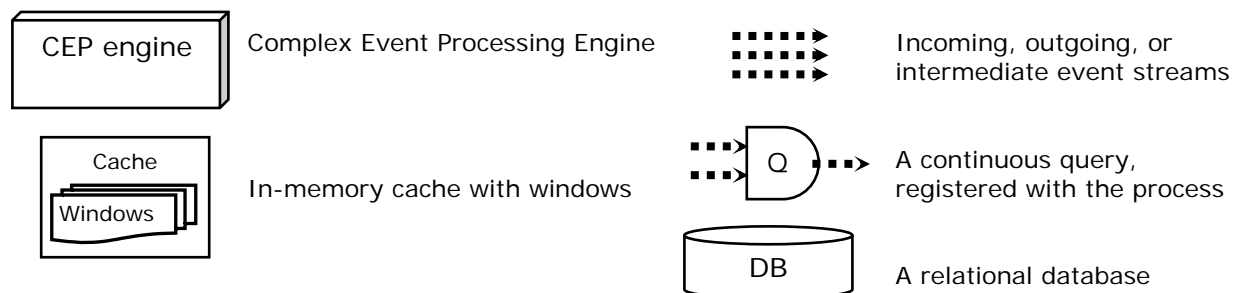 CEP engine
Complex Event Processing Engine
Cache
Windows
In-memory cache with windows
Incoming, outgoing, or
intermediate event streams
Q
A continuous query,
registered with the process
DB
A relational database